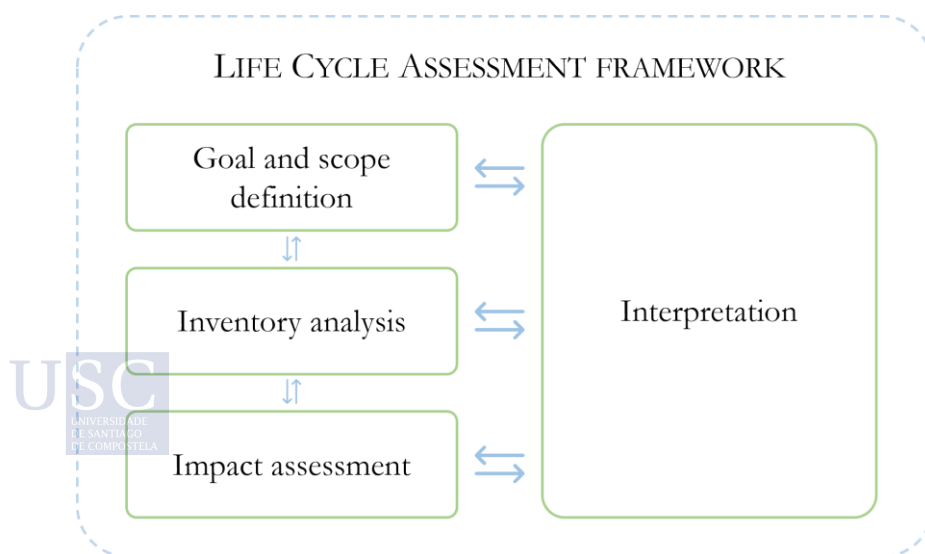 LIFE CYCLE ASSESSMENT FRAMEWORK
Goal and scope
definition
Inventory analysis
Impact assessment
Interpretation
USC
UNIVERSIDADE
DE SANTIAGO
DE COMPOSTELA